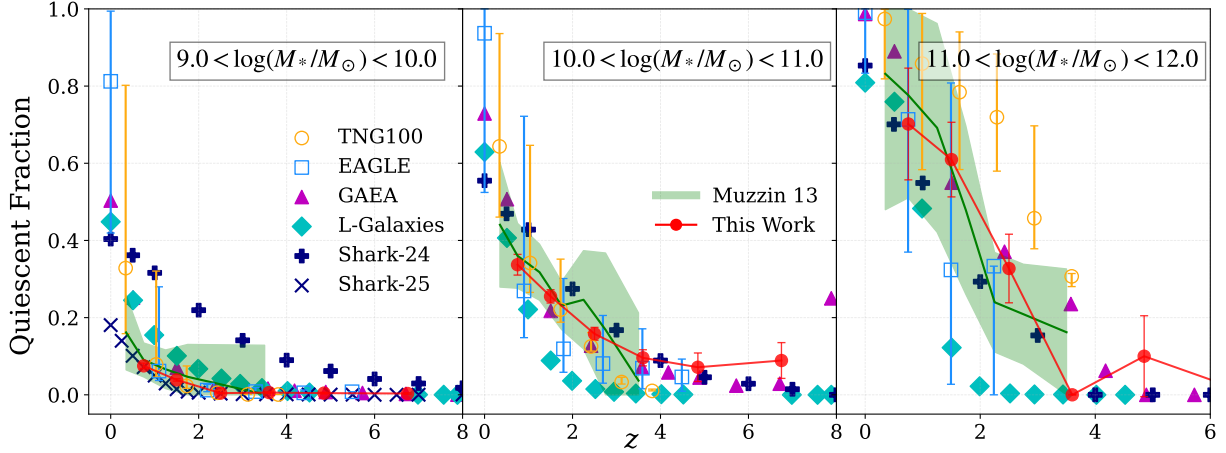 1.0
0.8
0.6
0.4
0.2
0.0
Quiescent Fraction
9.0 < log(M*/M⊙) < 10.0
TNG100
EAGLE
GAEA
L-Galaxies
Shark-24
Shark-25
0 2 4 6 8
10.0 < log(M*/M⊙) < 11.0
Muzzin 13
This Work
0 2 4 6 8
z
11.0 < log(M*/M⊙) < 12.0
0 2 4 6